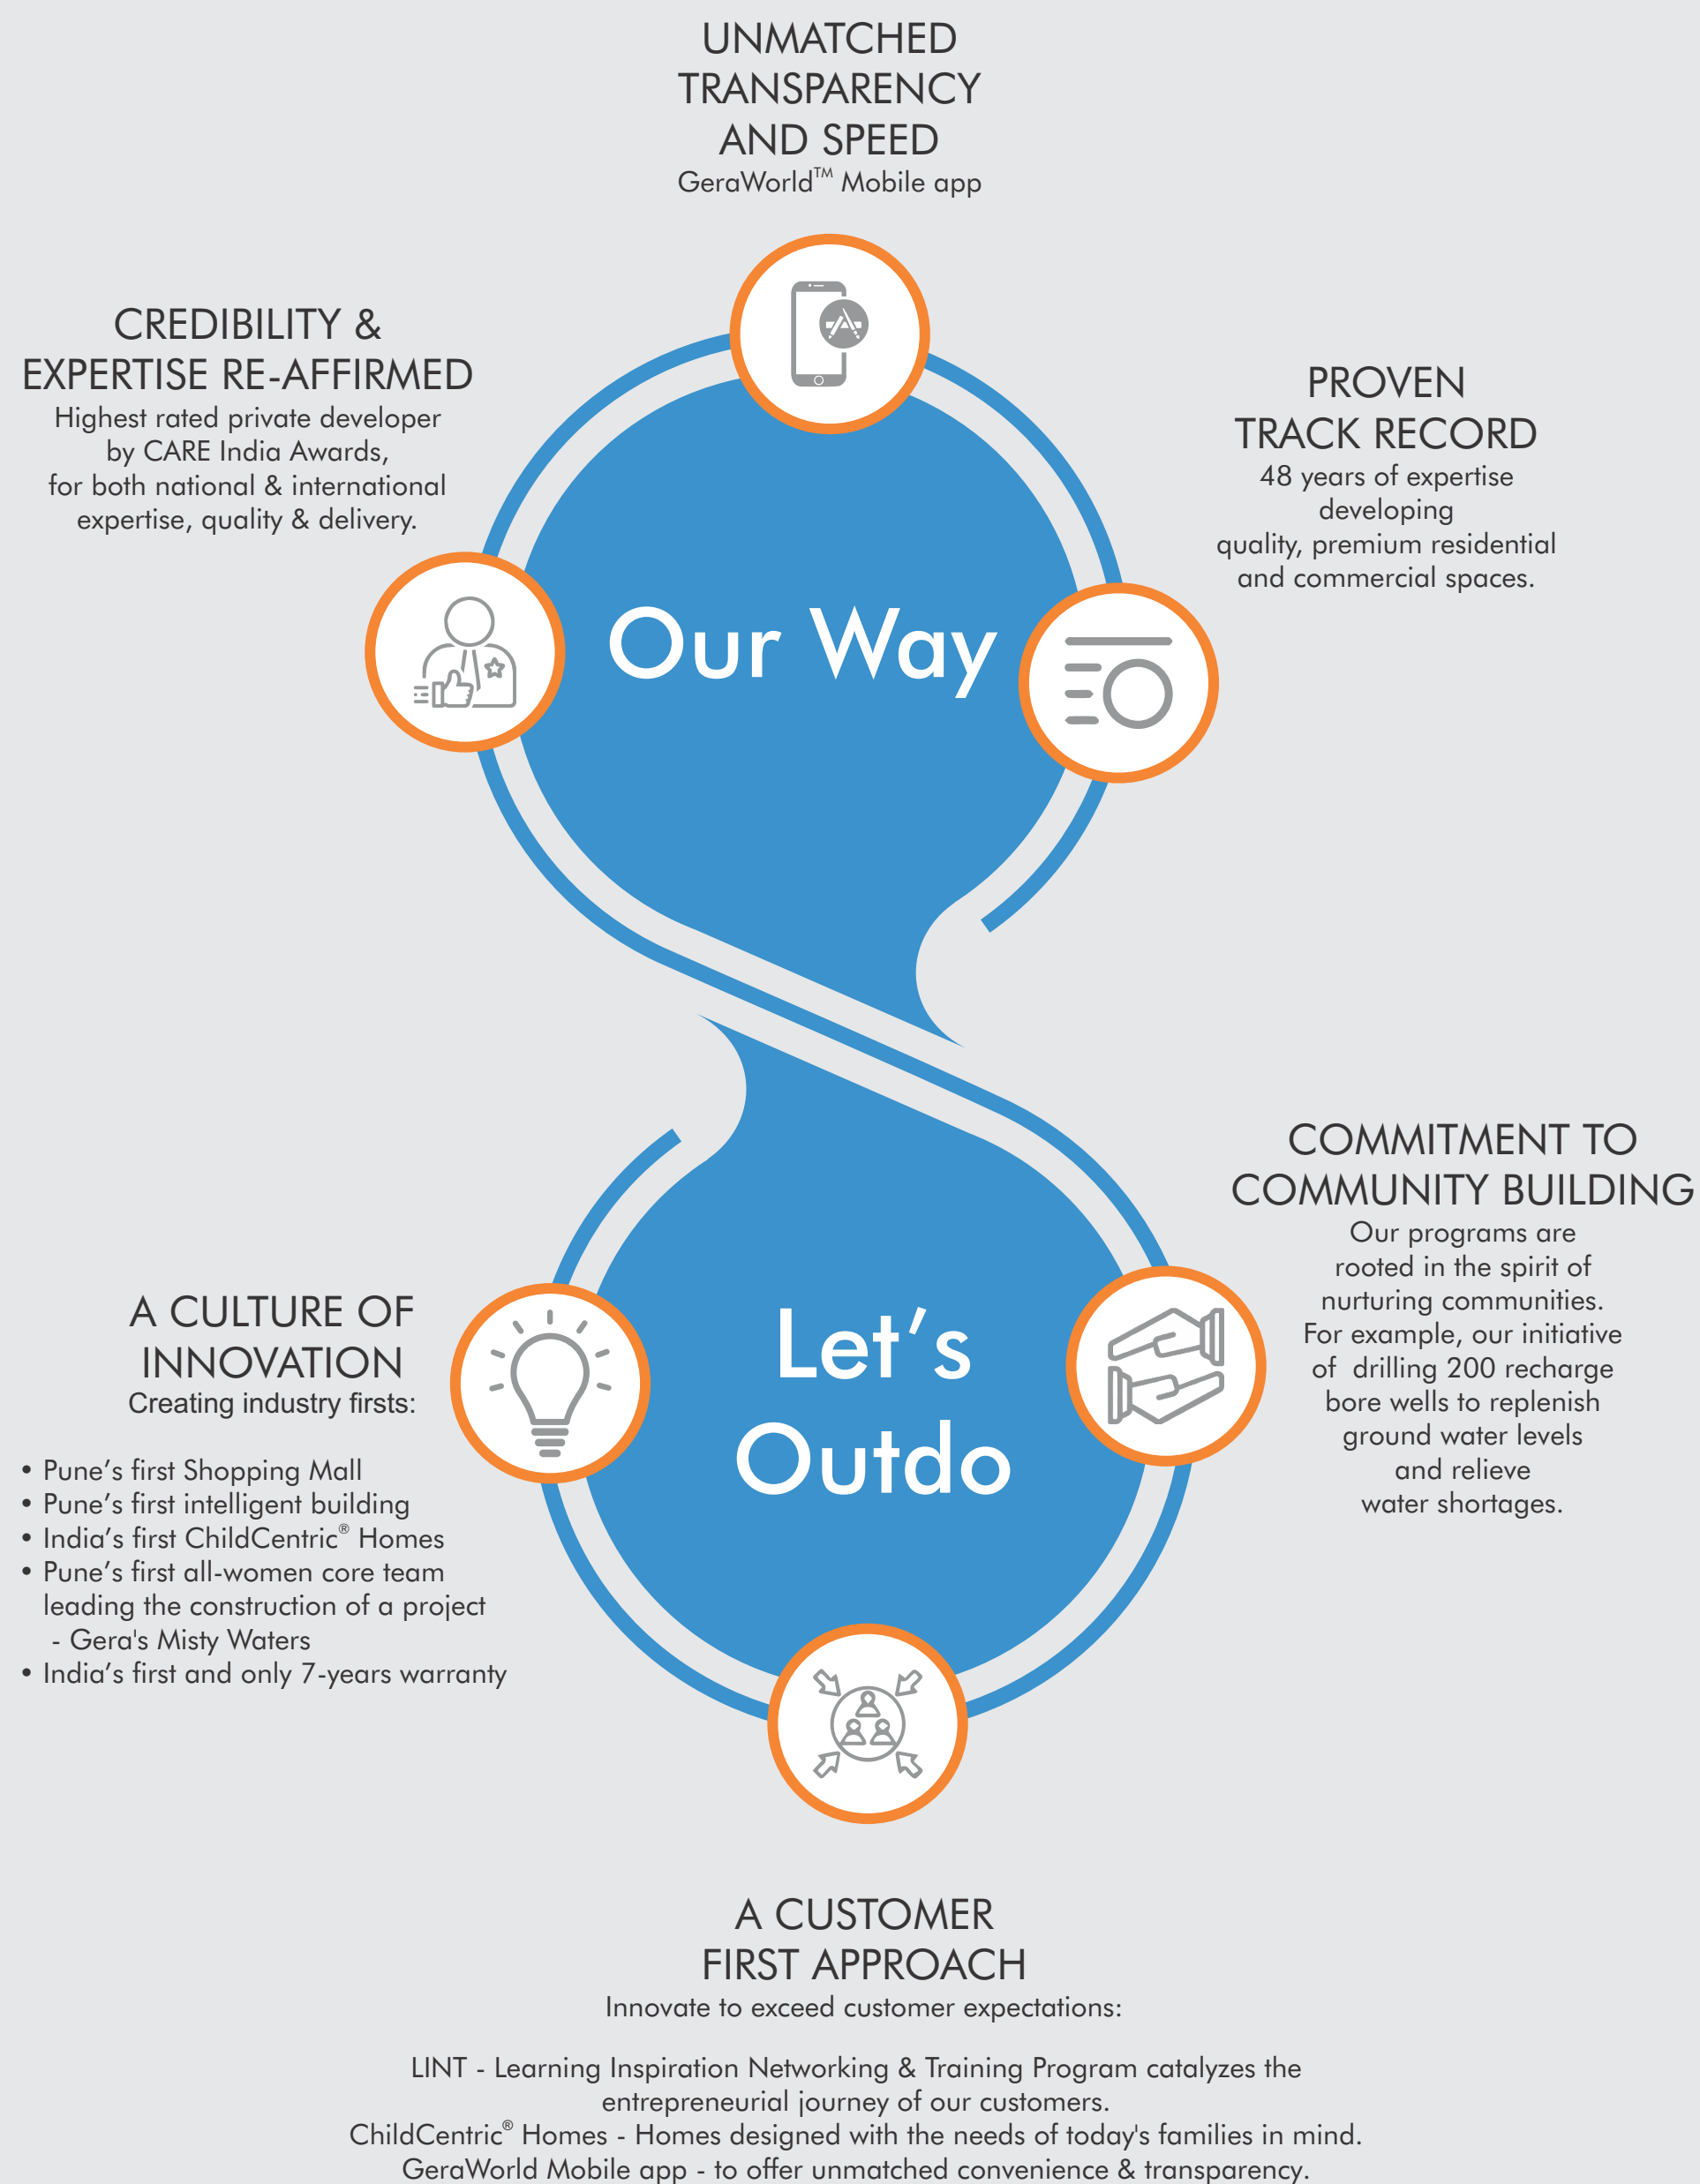 UNMATCHED
TRANSPARENCY
AND SPEED
GeraWorld™ Mobile app
CREDIBILITY &
EXPERTISE RE-AFFIRMED
Highest rated private developer
by CARE India Awards,
for both national & international
expertise, quality & delivery.
PROVEN
TRACK RECORD
48 years of expertise
developing
quality, premium residential
and commercial spaces.
Our Way
COMMITMENT TO
COMMUNITY BUILDING
Our programs are
rooted in the spirit of
nurturing communities.
For example, our initiative
of drilling 200 recharge
bore wells to replenish
ground water levels
and relieve
water shortages.
A CULTURE OF
INNOVATION
Creating industry firsts:
• Pune’s first Shopping Mall
• Pune’s first intelligent building
• India’s first ChildCentric® Homes
• Pune’s first all-women core team
leading the construction of a project
- Gera's Misty Waters
• India’s first and only 7-years warranty
Let’s
Outdo
A CUSTOMER
FIRST APPROACH
Innovate to exceed customer expectations:
LINT - Learning Inspiration Networking & Training Program catalyzes the
entrepreneurial journey of our customers.
ChildCentric® Homes - Homes designed with the needs of today's families in mind.
GeraWorld Mobile app - to offer unmatched convenience & transparency.